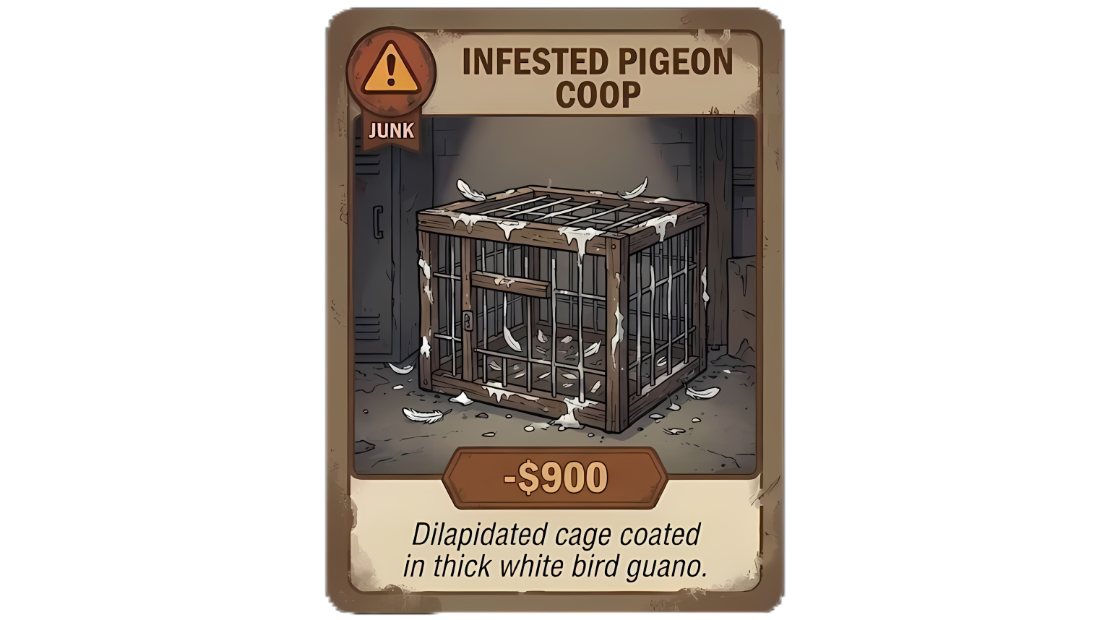 INFESTED PIGEON
COOP
JUNK
-$900
Dilapidated cage coated
in thick white bird guano.